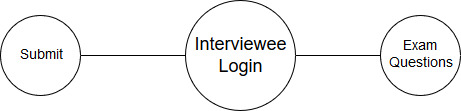 Submit
Interviewee
Login
Exam
Questions